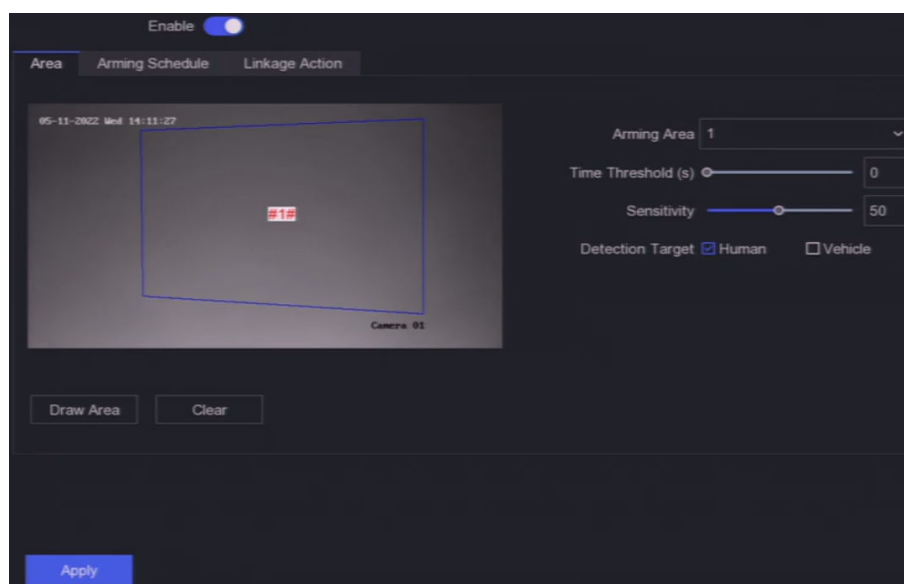 Enable
Area Arming Schedule Linkage Action
05-11-2022 Wed 14:11:27
Arming Area 1
Time Threshold (s) 0
#1#
Sensitivity 50
Detection Target Human Vehicle
Camera 01
Draw Area Clear
Apply